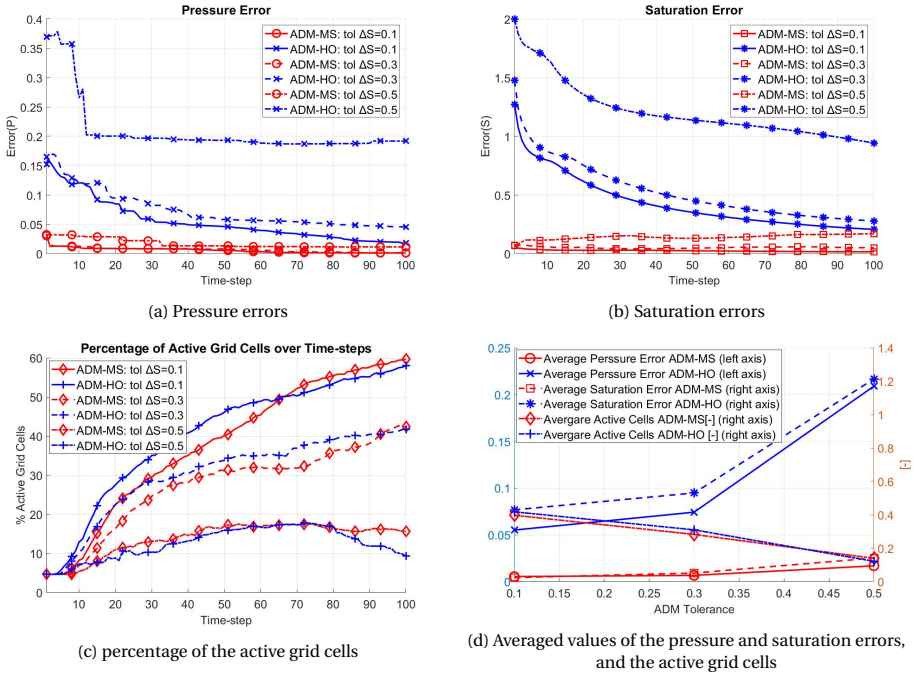 Pressure Error
0.4
0.35
0.3
0.25
0.2
0.15
0.1
0.05
0
Error(P)
ADM-MS: tol ΔS=0.1
ADM-HO: tol ΔS=0.1
ADM-MS: tol ΔS=0.3
ADM-HO: tol ΔS=0.3
ADM-MS: tol ΔS=0.5
ADM-HO: tol ΔS=0.5
10 20 30 40 50 60 70 80 90 100
Time-step
(a) Pressure errors
Saturation Error
2
1.5
1
0.5
0
Error(S)
ADM-MS: tol ΔS=0.1
ADM-HO: tol ΔS=0.1
ADM-MS: tol ΔS=0.3
ADM-HO: tol ΔS=0.3
ADM-MS: tol ΔS=0.5
ADM-HO: tol ΔS=0.5
10 20 30 40 50 60 70 80 90 100
Time-step
(b) Saturation errors
Percentage of Active Grid Cells over Time-steps
60
50
40
30
20
10
0
% Active Grid Cells
ADM-MS: tol ΔS=0.1
ADM-HO: tol ΔS=0.1
ADM-MS: tol ΔS=0.3
ADM-HO: tol ΔS=0.3
ADM-MS: tol ΔS=0.5
ADM-HO: tol ΔS=0.5
10 20 30 40 50 60 70 80 90 100
Time-step
(c) percentage of the active grid cells
0.25
0.2
0.15
0.1
0.05
0
Average Perssure Error ADM-MS (left axis)
Average Perssure Error ADM-HO (left axis)
Average Saturation Error ADM-MS (right axis)
Average Saturation Error ADM-HO (right axis)
Avergare Active Cells ADM-MS[-] (right axis)
Avergare Active Cells ADM-HO [-] (right axis)
1.4
1.2
1
0.8
0.6
0.4
0.2
0
[-]
0.1 0.15 0.2 0.25 0.3 0.35 0.4 0.45 0.5
ADM Tolerance
(d) Averaged values of the pressure and saturation errors,
and the active grid cells